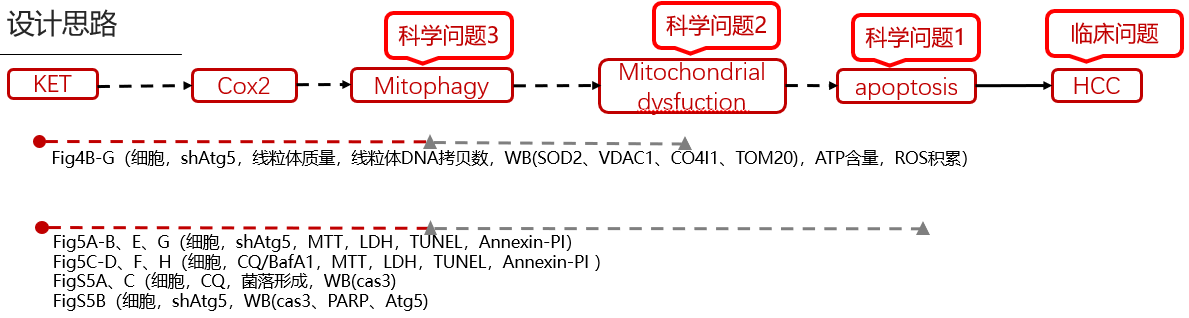 设计思路
科学问题3
科学问题2
科学问题1
临床问题
KET
Cox2
Mitophagy
Mitochondrial
dysfuction
apoptosis
HCC
Fig4B-G（细胞，shAtg5，线粒体质量，线粒体DNA拷贝数，WB(SOD2、VDAC1、CO4I1、TOM20)，ATP含量，ROS积累）
Fig5A-B、E、G（细胞，shAtg5，MTT，LDH，TUNEL，Annexin-PI）
Fig5C-D、F、H（细胞，CQ/BafA1，MTT，LDH，TUNEL，Annexin-PI ）
FigS5A、C（细胞，CQ，菌落形成，WB(cas3)
FigS5B（细胞，shAtg5，WB(cas3、PARP、Atg5)